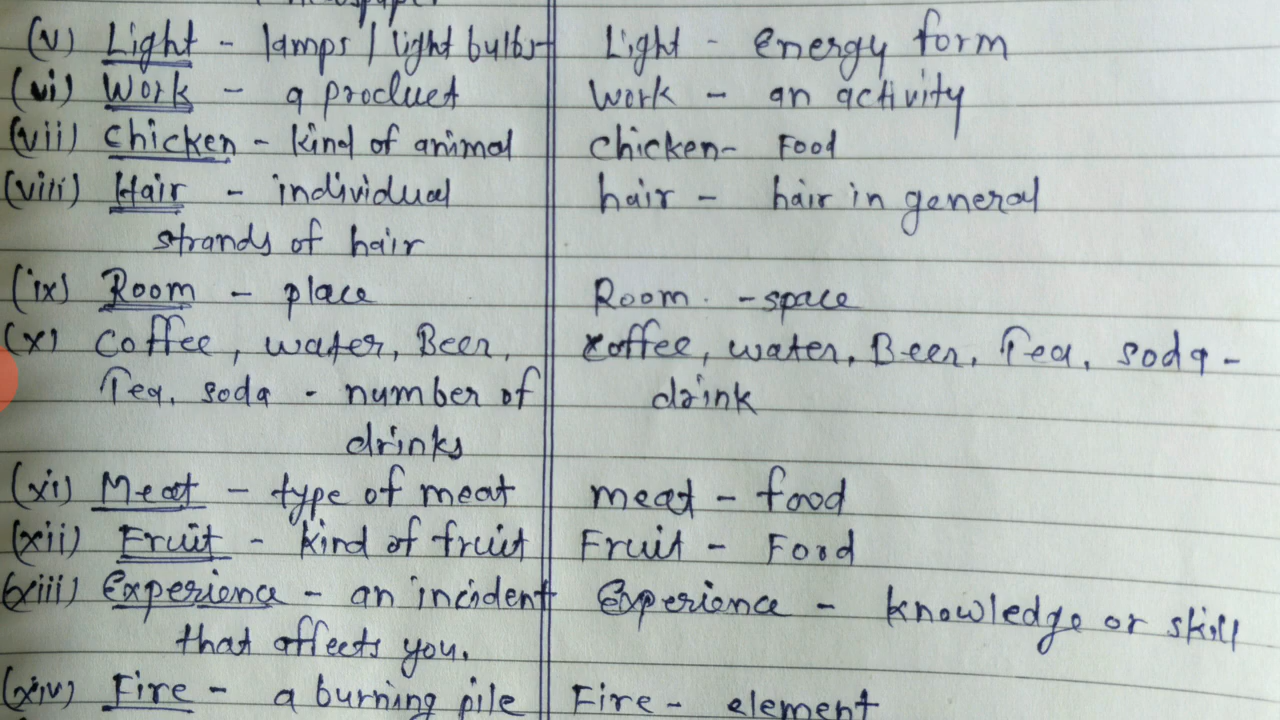 newspaper
(v) Light - lamps / light bulbs Light - energy form
(vi) Work - a product Work - an activity
(vii) Chicken - kind of animal Chicken - Food
(viii) Hair - individual hair - hair in general
strands of hair
(ix) Room - place Room. - space
(x) Coffee, water, Beer, Coffee, water, Beer, Tea, soda -
Tea, soda - number of drink
drinks
(xi) Meat - type of meat meat - food
(xii) Fruit - kind of fruit Fruit - Food
(xiii) Experience - an incident Experience - knowledge or skill
that affects you.
(xiv) Fire - a burning pile Fire - element